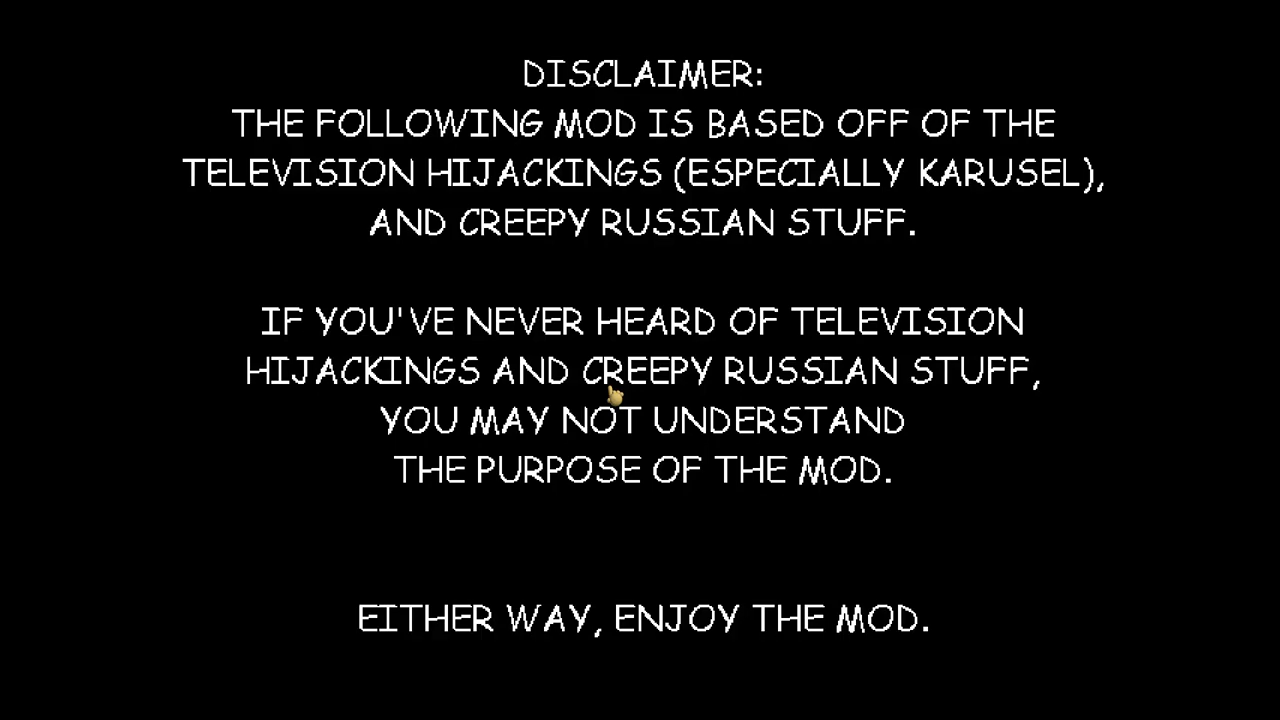 DISCLAIMER:
THE FOLLOWING MOD IS BASED OFF OF THE
TELEVISION HIJACKINGS (ESPECIALLY KARUSEL),
AND CREEPY RUSSIAN STUFF.
IF YOU'VE NEVER HEARD OF TELEVISION
HIJACKINGS AND CREEPY RUSSIAN STUFF,
YOU MAY NOT UNDERSTAND
THE PURPOSE OF THE MOD.
EITHER WAY, ENJOY THE MOD.